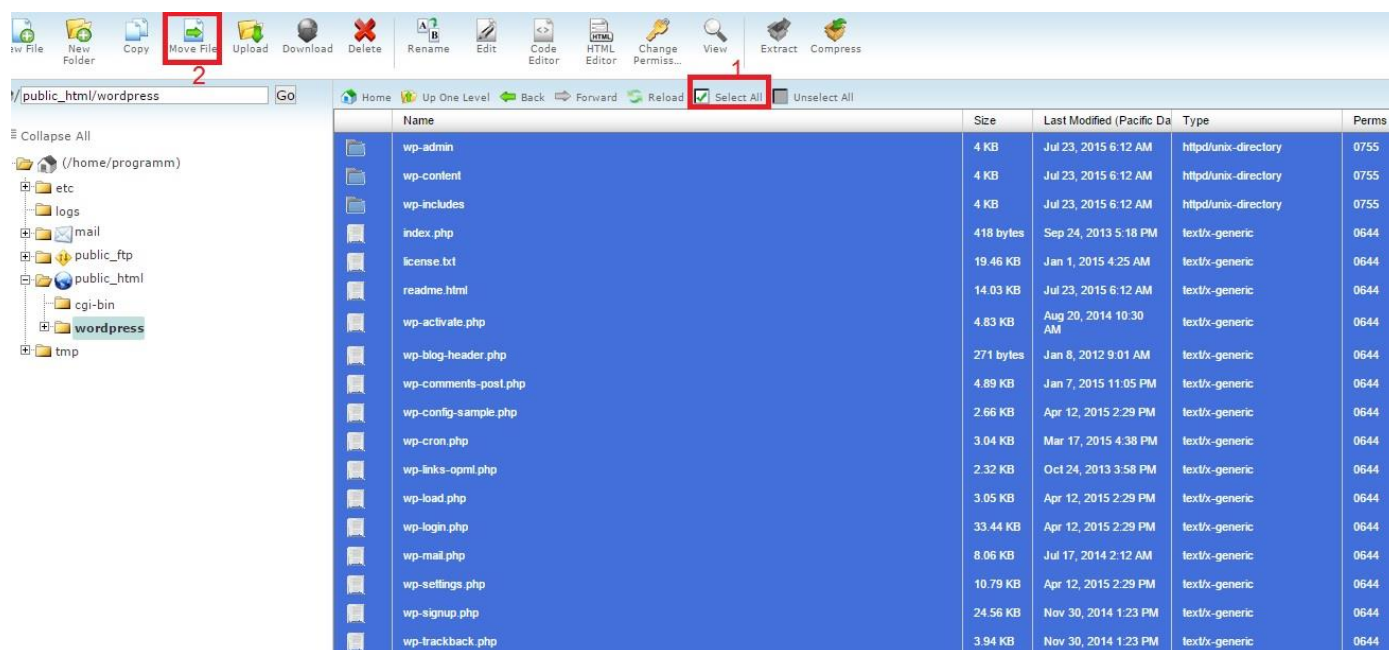 ew File New Folder Copy Move File Upload Download Delete Rename Edit Code Editor HTML Editor Change Permiss... View Extract Compress
2 1
/public_html/wordpress Go Home Up One Level Back Forward Reload Select All Unselect All
Collapse All
(/home/programm)
etc
logs
mail
public_ftp
public_html
cgi-bin
wordpress
tmp
Name Size Last Modified (Pacific Da Type Perms
wp-admin 4 KB Jul 23, 2015 6:12 AM httpd/unix-directory 0755
wp-content 4 KB Jul 23, 2015 6:12 AM httpd/unix-directory 0755
wp-includes 4 KB Jul 23, 2015 6:12 AM httpd/unix-directory 0755
index.php 418 bytes Sep 24, 2013 5:18 PM text/x-generic 0644
license.txt 19.46 KB Jan 1, 2015 4:25 AM text/x-generic 0644
readme.html 14.03 KB Jul 23, 2015 6:12 AM text/x-generic 0644
wp-activate.php 4.83 KB Aug 20, 2014 10:30 AM text/x-generic 0644
wp-blog-header.php 271 bytes Jan 8, 2012 9:01 AM text/x-generic 0644
wp-comments-post.php 4.89 KB Jan 7, 2015 11:05 PM text/x-generic 0644
wp-config-sample.php 2.66 KB Apr 12, 2015 2:29 PM text/x-generic 0644
wp-cron.php 3.04 KB Mar 17, 2015 4:38 PM text/x-generic 0644
wp-links-opml.php 2.32 KB Oct 24, 2013 3:58 PM text/x-generic 0644
wp-load.php 3.05 KB Apr 12, 2015 2:29 PM text/x-generic 0644
wp-login.php 33.44 KB Apr 12, 2015 2:29 PM text/x-generic 0644
wp-mail.php 8.06 KB Jul 17, 2014 2:12 AM text/x-generic 0644
wp-settings.php 10.79 KB Apr 12, 2015 2:29 PM text/x-generic 0644
wp-signup.php 24.56 KB Nov 30, 2014 1:23 PM text/x-generic 0644
wp-trackback.php 3.94 KB Nov 30, 2014 1:23 PM text/x-generic 0644